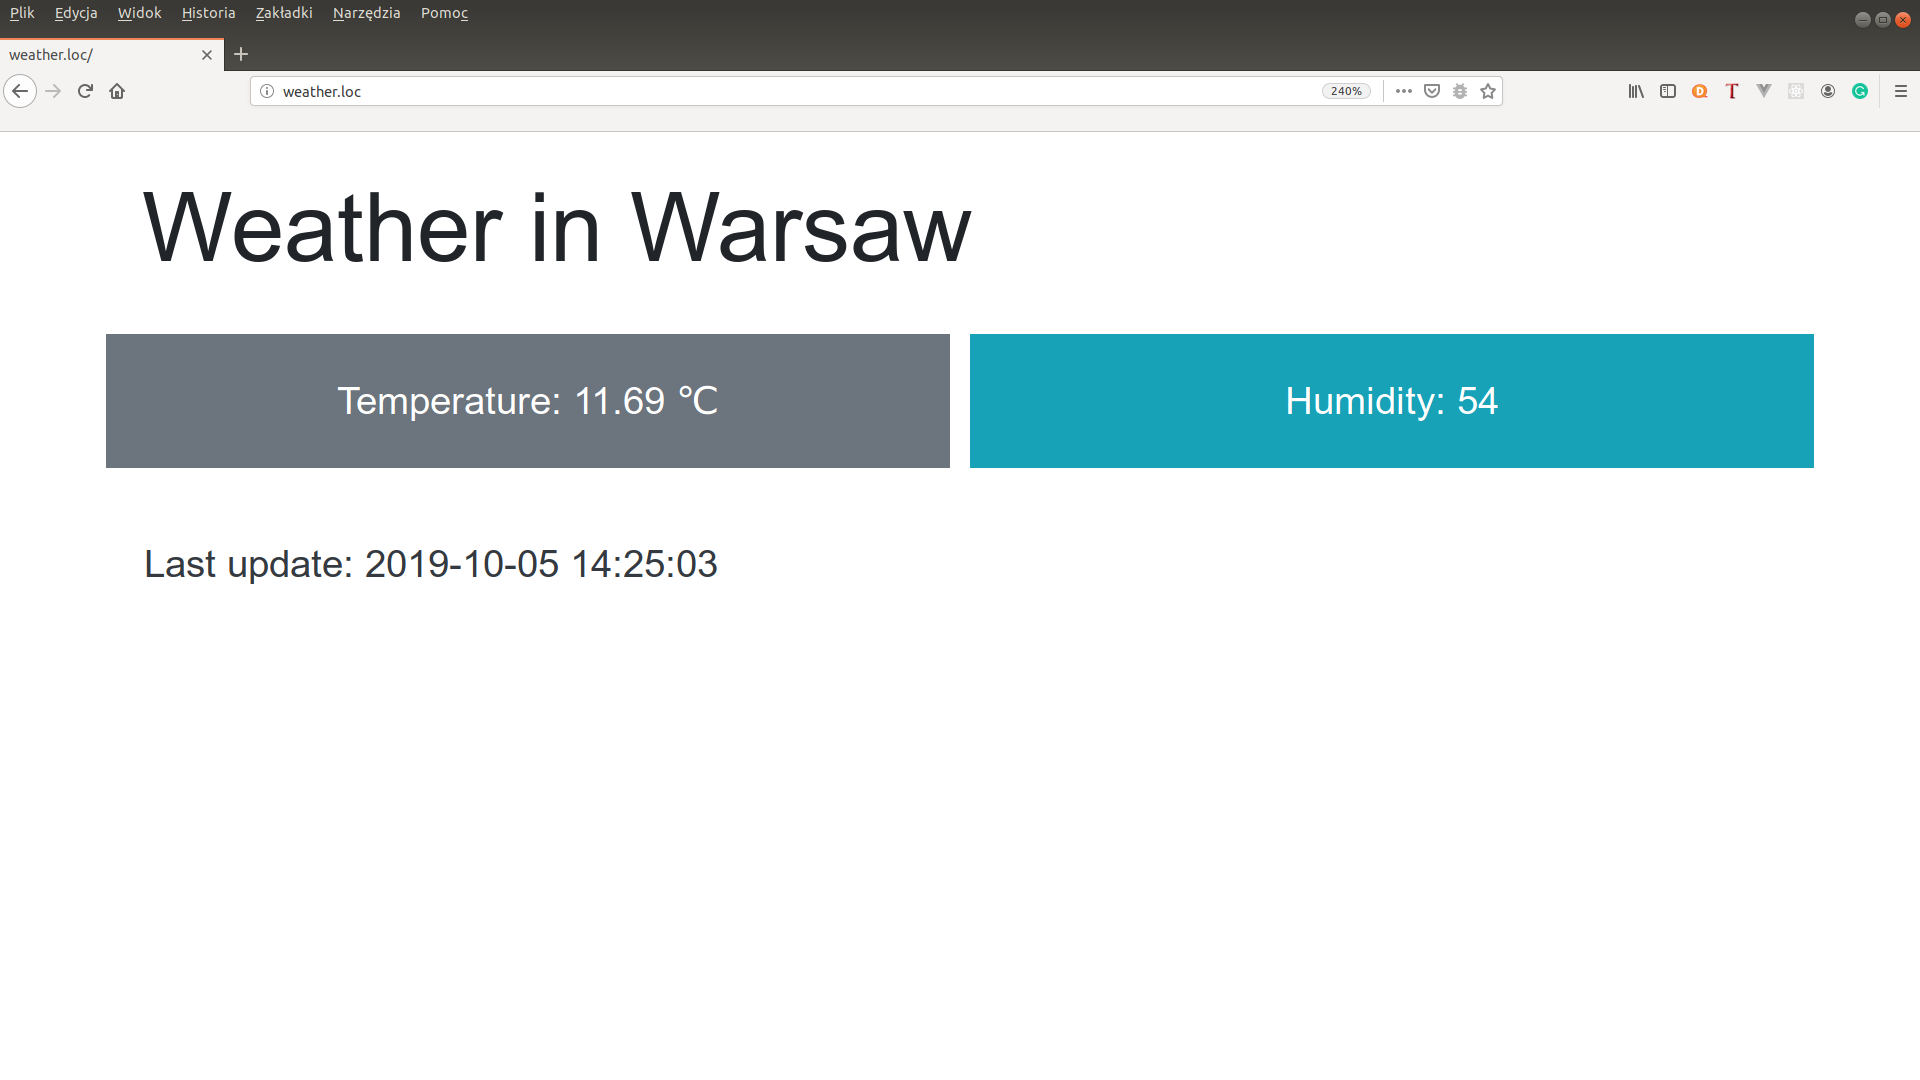 Plik Edycja Widok Historia Zakładki Narzędzia Pomoc
weather.loc/
weather.loc 240%
Weather in Warsaw
Temperature: 11.69 ℃ Humidity: 54
Last update: 2019-10-05 14:25:03